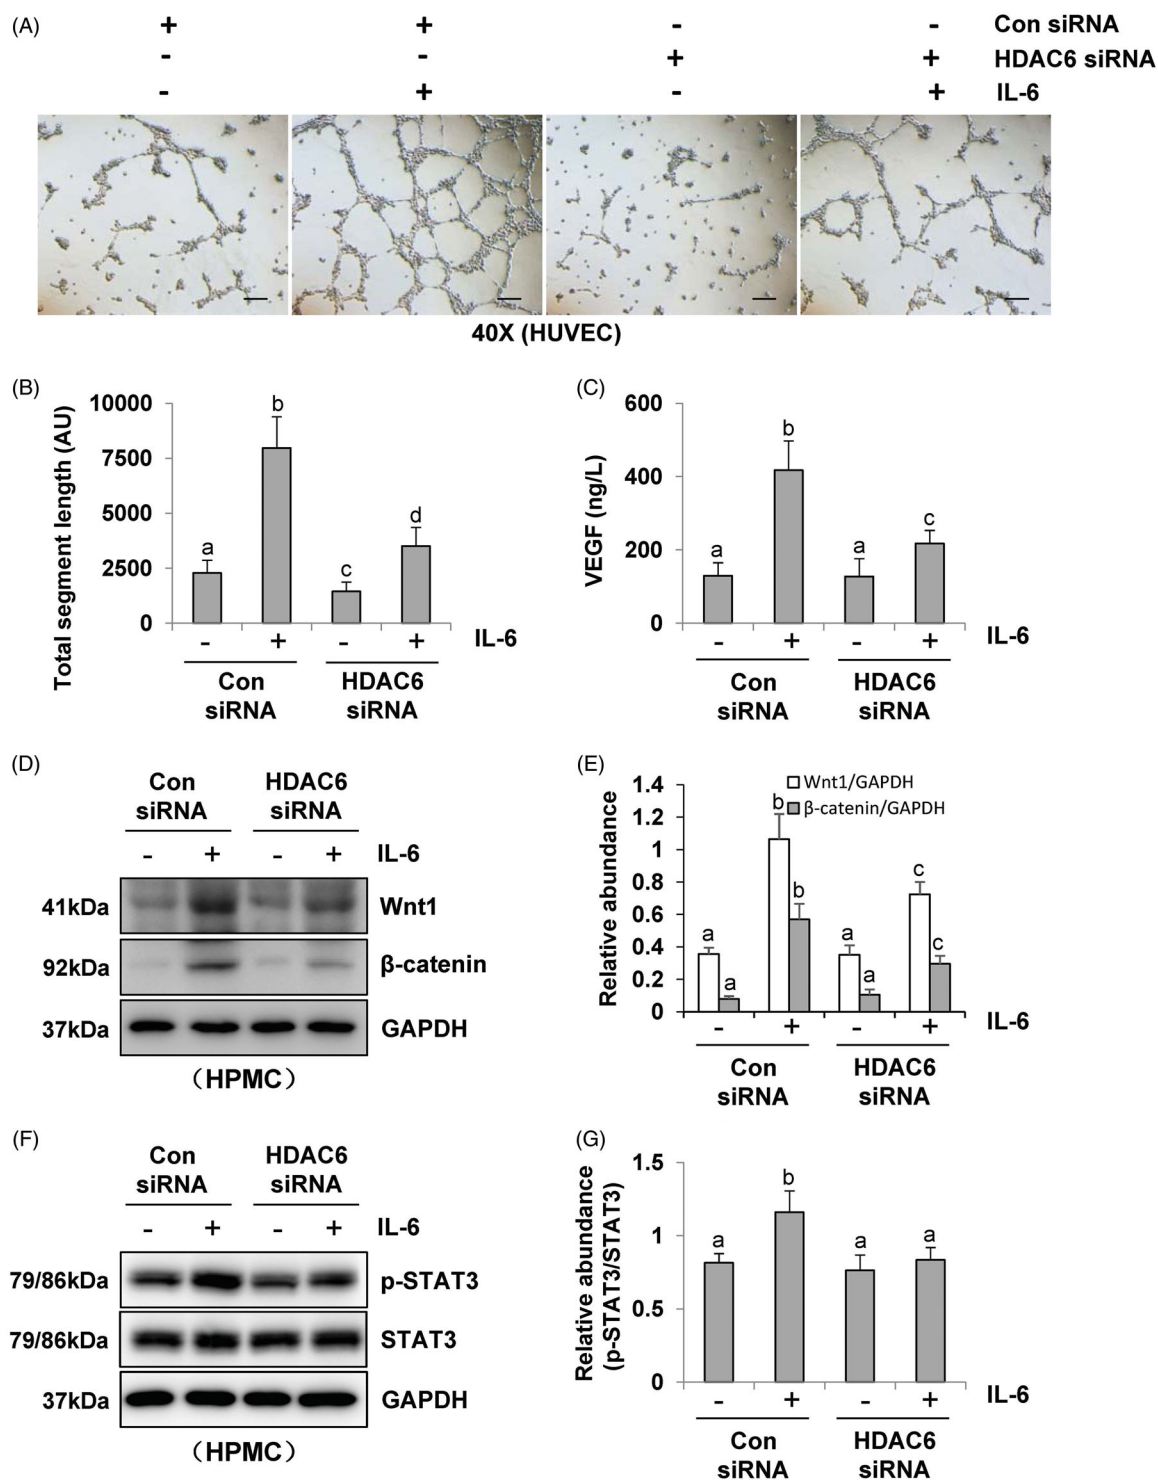 (A)
+ + - - Con siRNA
- - + + HDAC6 siRNA
- + - + IL-6
40X (HUVEC)
(B)
Total segment length (AU)
10000
7500
5000
2500
0
a b c d
- + - + IL-6
Con siRNA
HDAC6 siRNA
(C)
VEGF (ng/L)
600
400
200
0
a b a c
- + - + IL-6
Con siRNA
HDAC6 siRNA
(D)
Con siRNA
HDAC6 siRNA
- + - + IL-6
41kDa Wnt1
92kDa β-catenin
37kDa GAPDH
(HPMC)
(E)
Relative abundance
1.4
1.2
1
0.8
0.6
0.4
0.2
0
Wnt1/GAPDH
β-catenin/GAPDH
a a b b a a c c
- + - + IL-6
Con siRNA
HDAC6 siRNA
(F)
Con siRNA
HDAC6 siRNA
- + - + IL-6
79/86kDa p-STAT3
79/86kDa STAT3
37kDa GAPDH
(HPMC)
(G)
Relative abundance
(p-STAT3/STAT3)
1.5
1
0.5
0
a b a a
- + - + IL-6
Con siRNA
HDAC6 siRNA